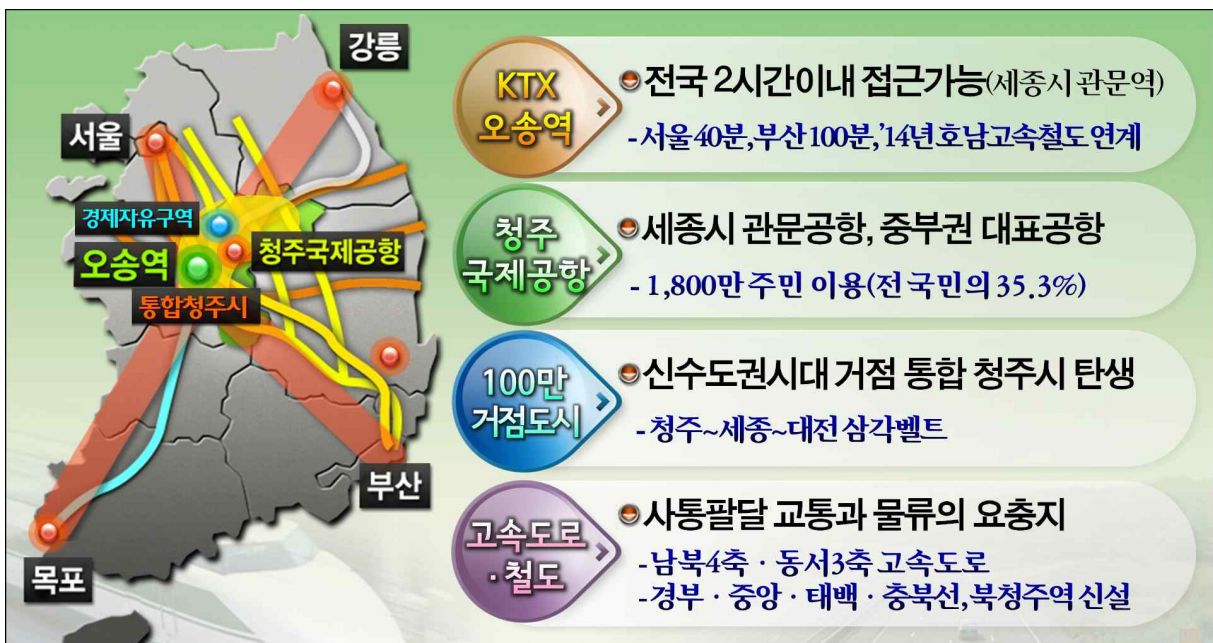 강릉
서울
경제자유구역
오송역
청주국제공항
통합청주시
부산
목포
KTX
오송역
전국 2시간이내 접근가능(세종시 관문역)
- 서울 40분, 부산 100분, '14년 호남고속철도 연계
청주
국제공항
세종시 관문공항, 중부권 대표공항
- 1,800만 주민 이용(전 국민의 35.3%)
100만
거점도시
신수도권시대 거점 통합 청주시 탄생
- 청주~세종~대전 삼각벨트
고속도로
·철도
사통팔달 교통과 물류의 요충지
- 남북4축 · 동서3축 고속도로
- 경부 · 중앙 · 태백 · 충북선, 북청주역 신설